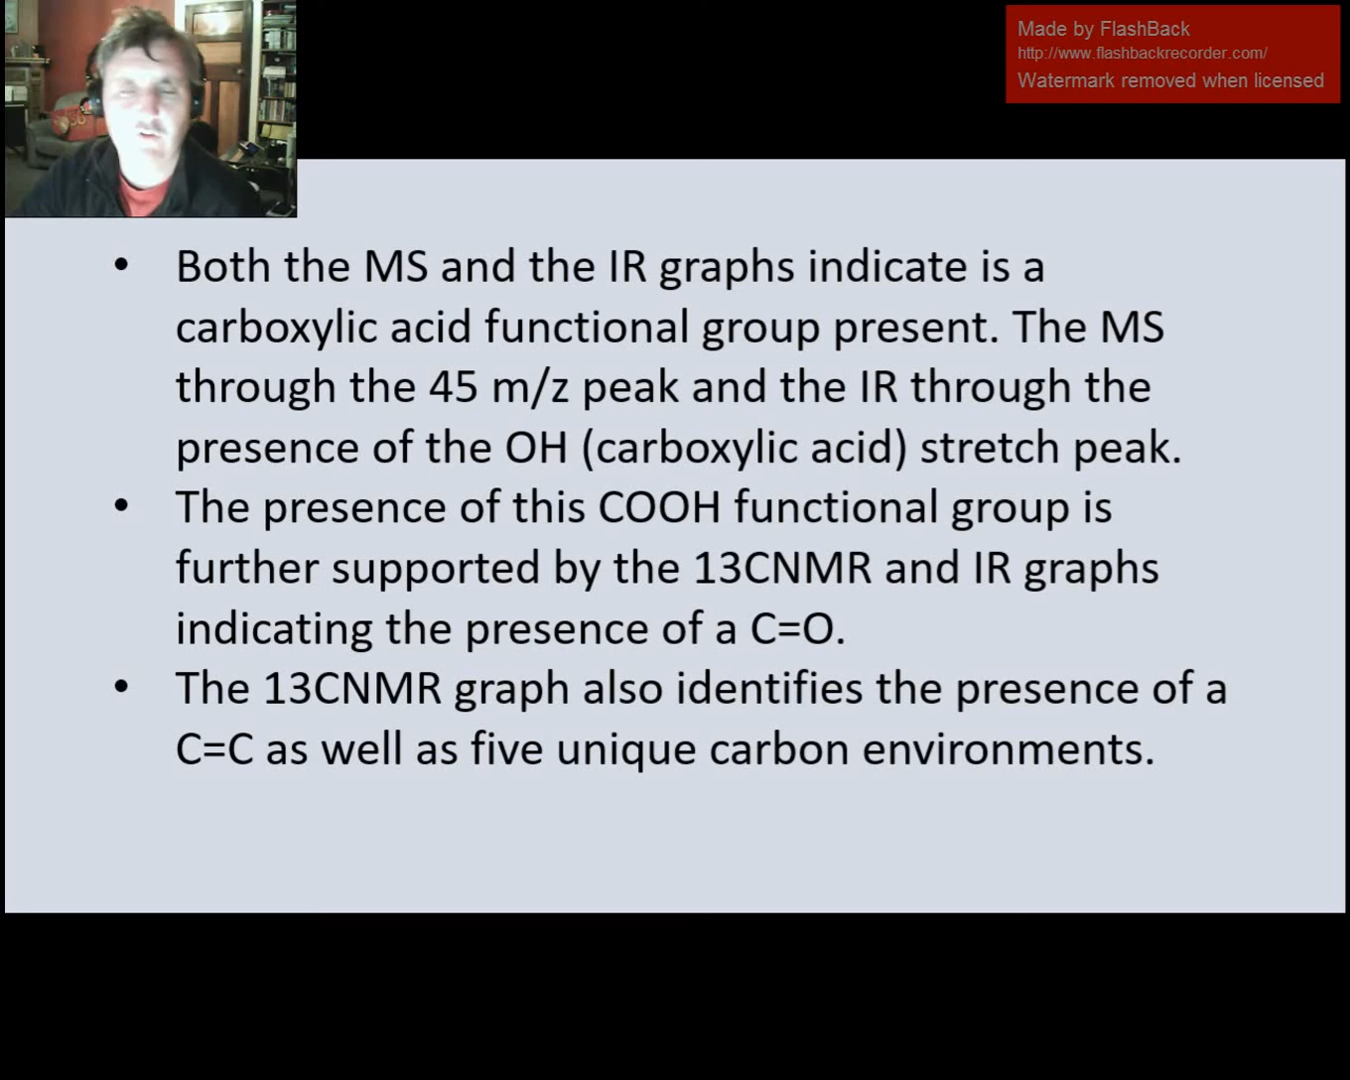 Made by FlashBack
http://www.flashbackrecorder.com/
Watermark removed when licensed
• Both the MS and the IR graphs indicate is a
carboxylic acid functional group present. The MS
through the 45 m/z peak and the IR through the
presence of the OH (carboxylic acid) stretch peak.
• The presence of this COOH functional group is
further supported by the 13CNMR and IR graphs
indicating the presence of a C=O.
• The 13CNMR graph also identifies the presence of a
C=C as well as five unique carbon environments.